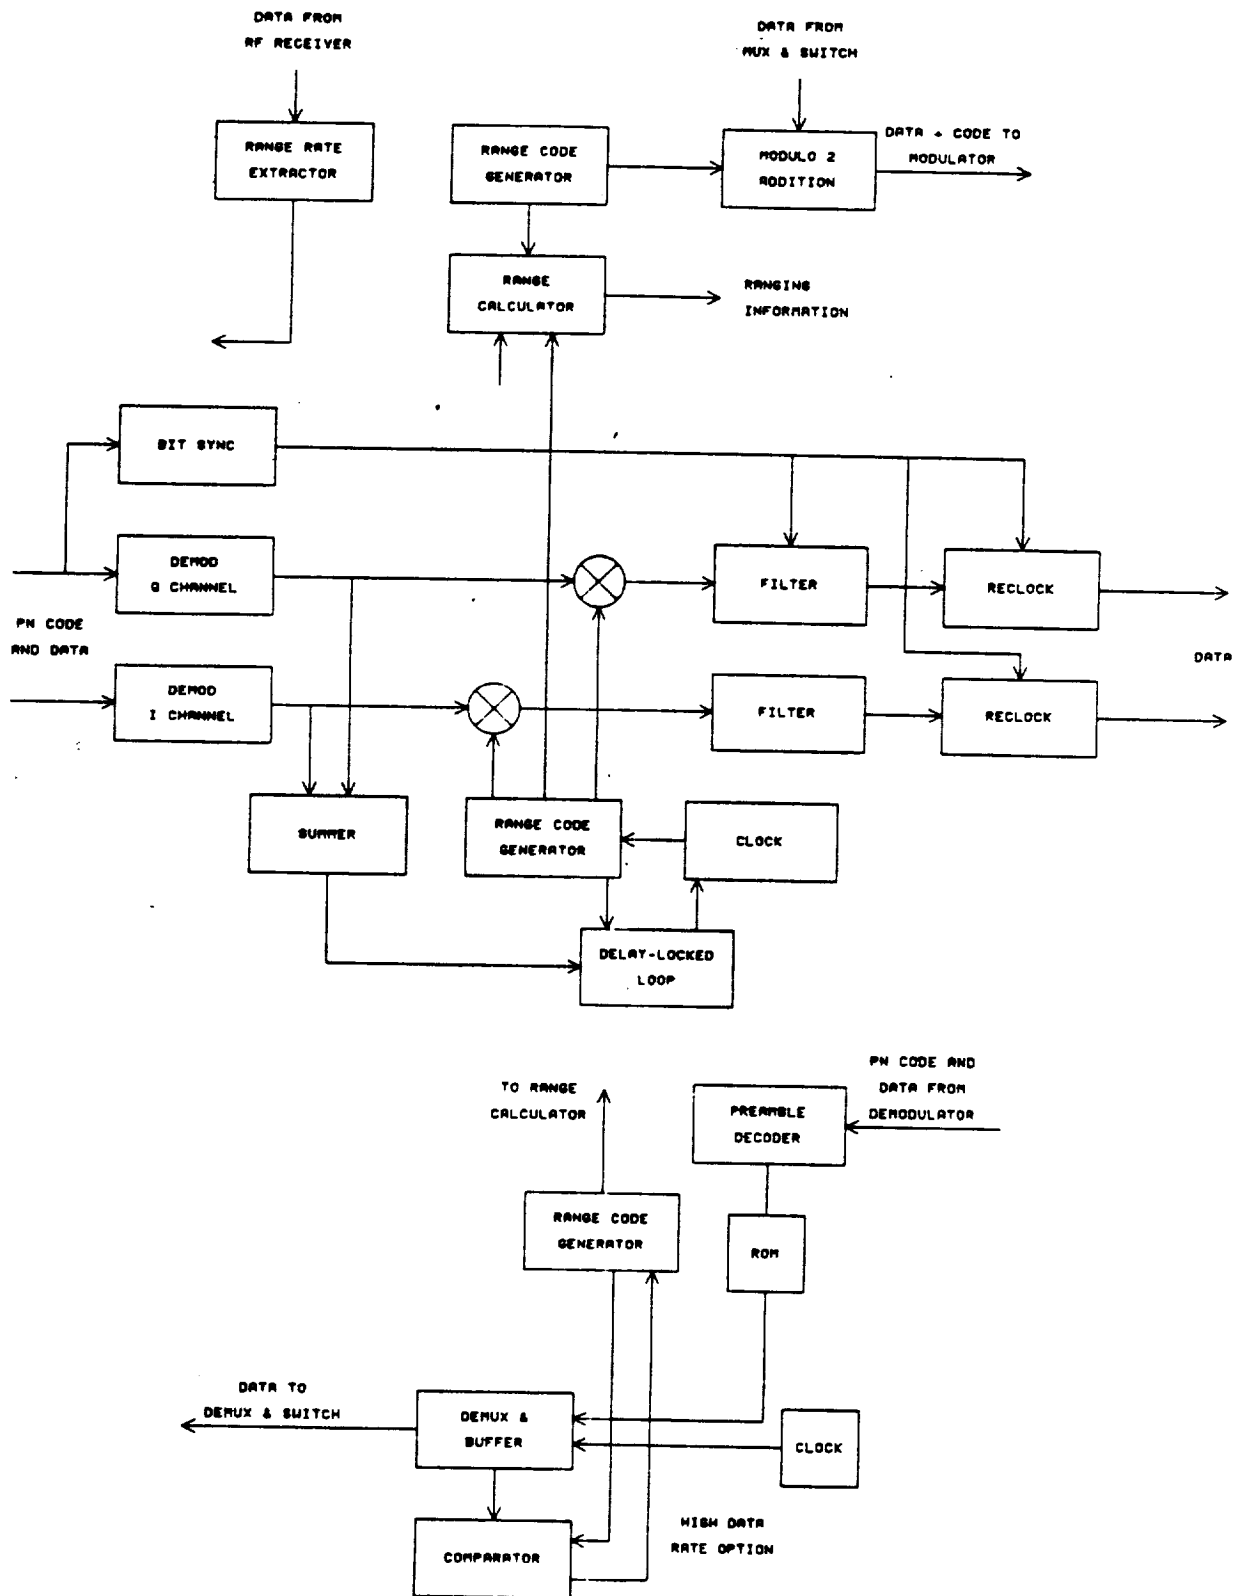 DATA FROM
RF RECEIVER
DATA FROM
MUX & SWITCH
RANGE RATE
EXTRACTOR
RANGE CODE
GENERATOR
MODULO 2
ADDITION
DATA + CODE TO
MODULATOR
RANGE
CALCULATOR
RANGING
INFORMATION
BIT SYNC
DEMOD
Q CHANNEL
FILTER
RECLOCK
PN CODE
AND DATA
DATA
DEMOD
I CHANNEL
FILTER
RECLOCK
SUMMER
RANGE CODE
GENERATOR
CLOCK
DELAY-LOCKED
LOOP
TO RANGE
CALCULATOR
PREAMBLE
DECODER
PN CODE AND
DATA FROM
DEMODULATOR
RANGE CODE
GENERATOR
ROM
DATA TO
DEMUX & SWITCH
DEMUX &
BUFFER
CLOCK
COMPARATOR
HIGH DATA
RATE OPTION